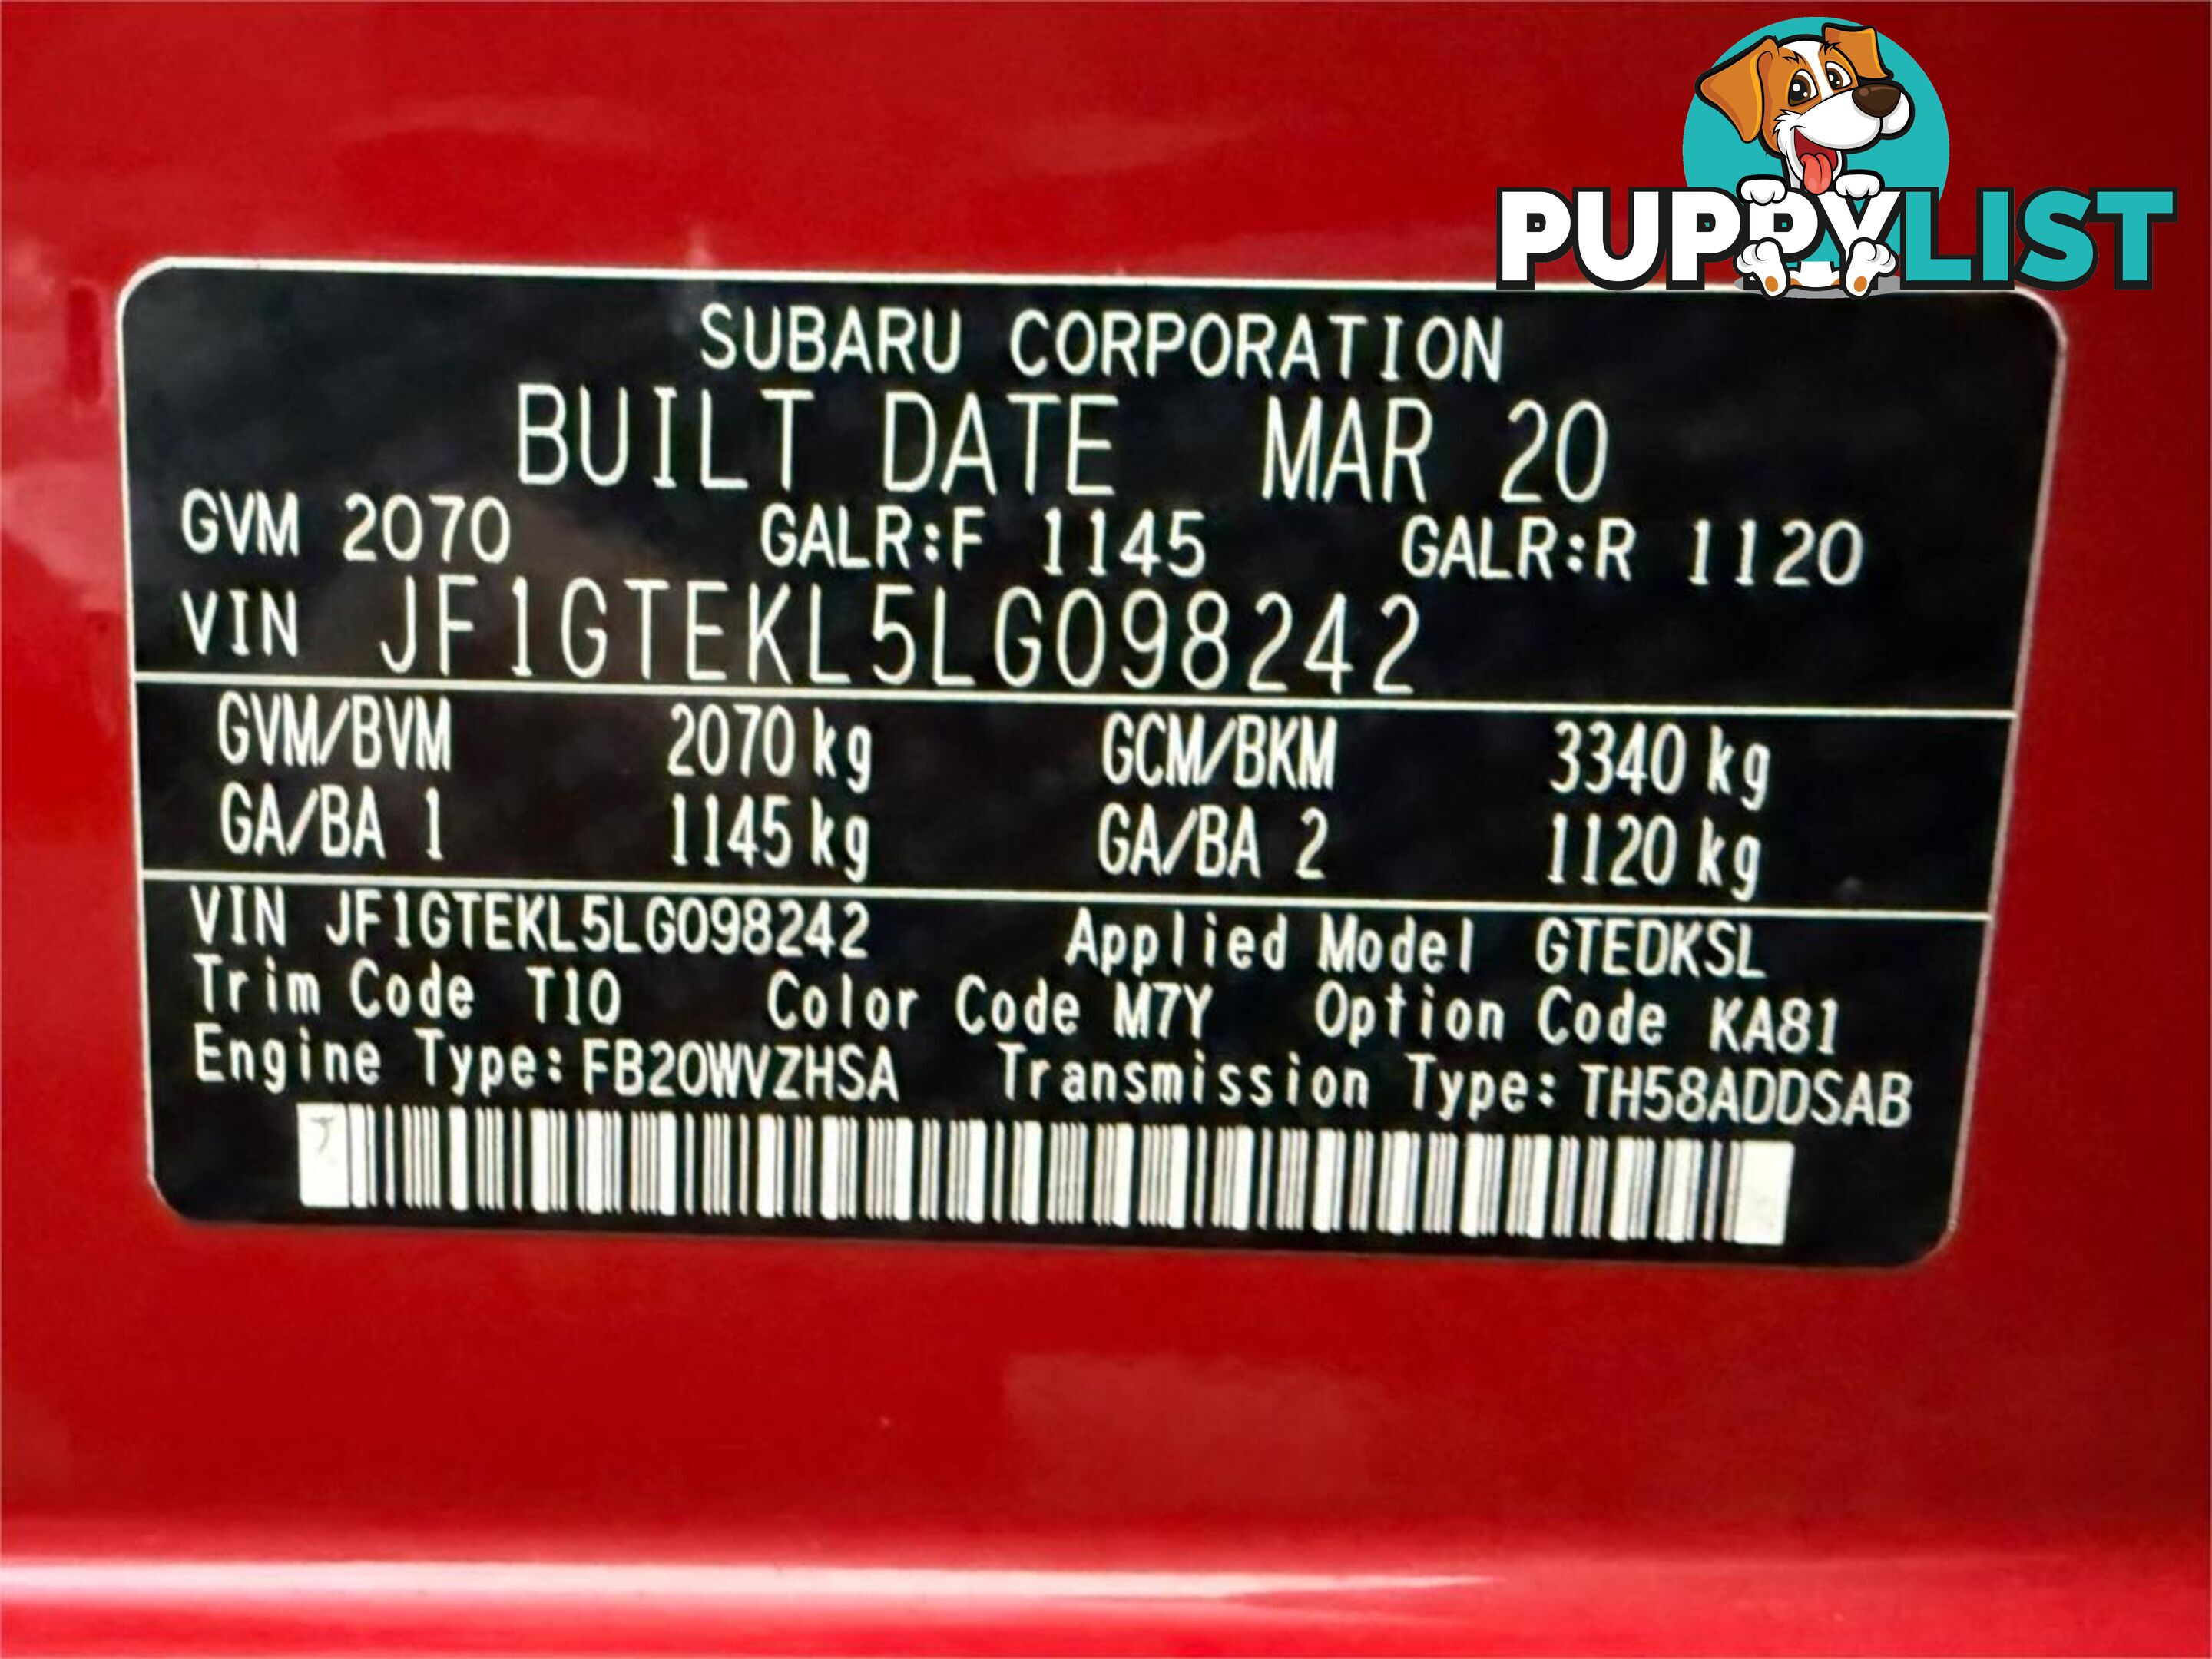 PUPPYLIST
SUBARU CORPORATION
BUILT DATE MAR 20
GVM 2070 GALR:F 1145 GALR:R 1120
VIN JF1GTEKL5LG098242
GVM/BVM 2070 kg GCM/BKM 3340 kg
GA/BA 1 1145 kg GA/BA 2 1120 kg
VIN JF1GTEKL5LG098242 Applied Model GTEDKSL
Trim Code T10 Color Code M7Y Option Code KA81
Engine Type: FB20WVZHSA Transmission Type: TH58ADDSAB